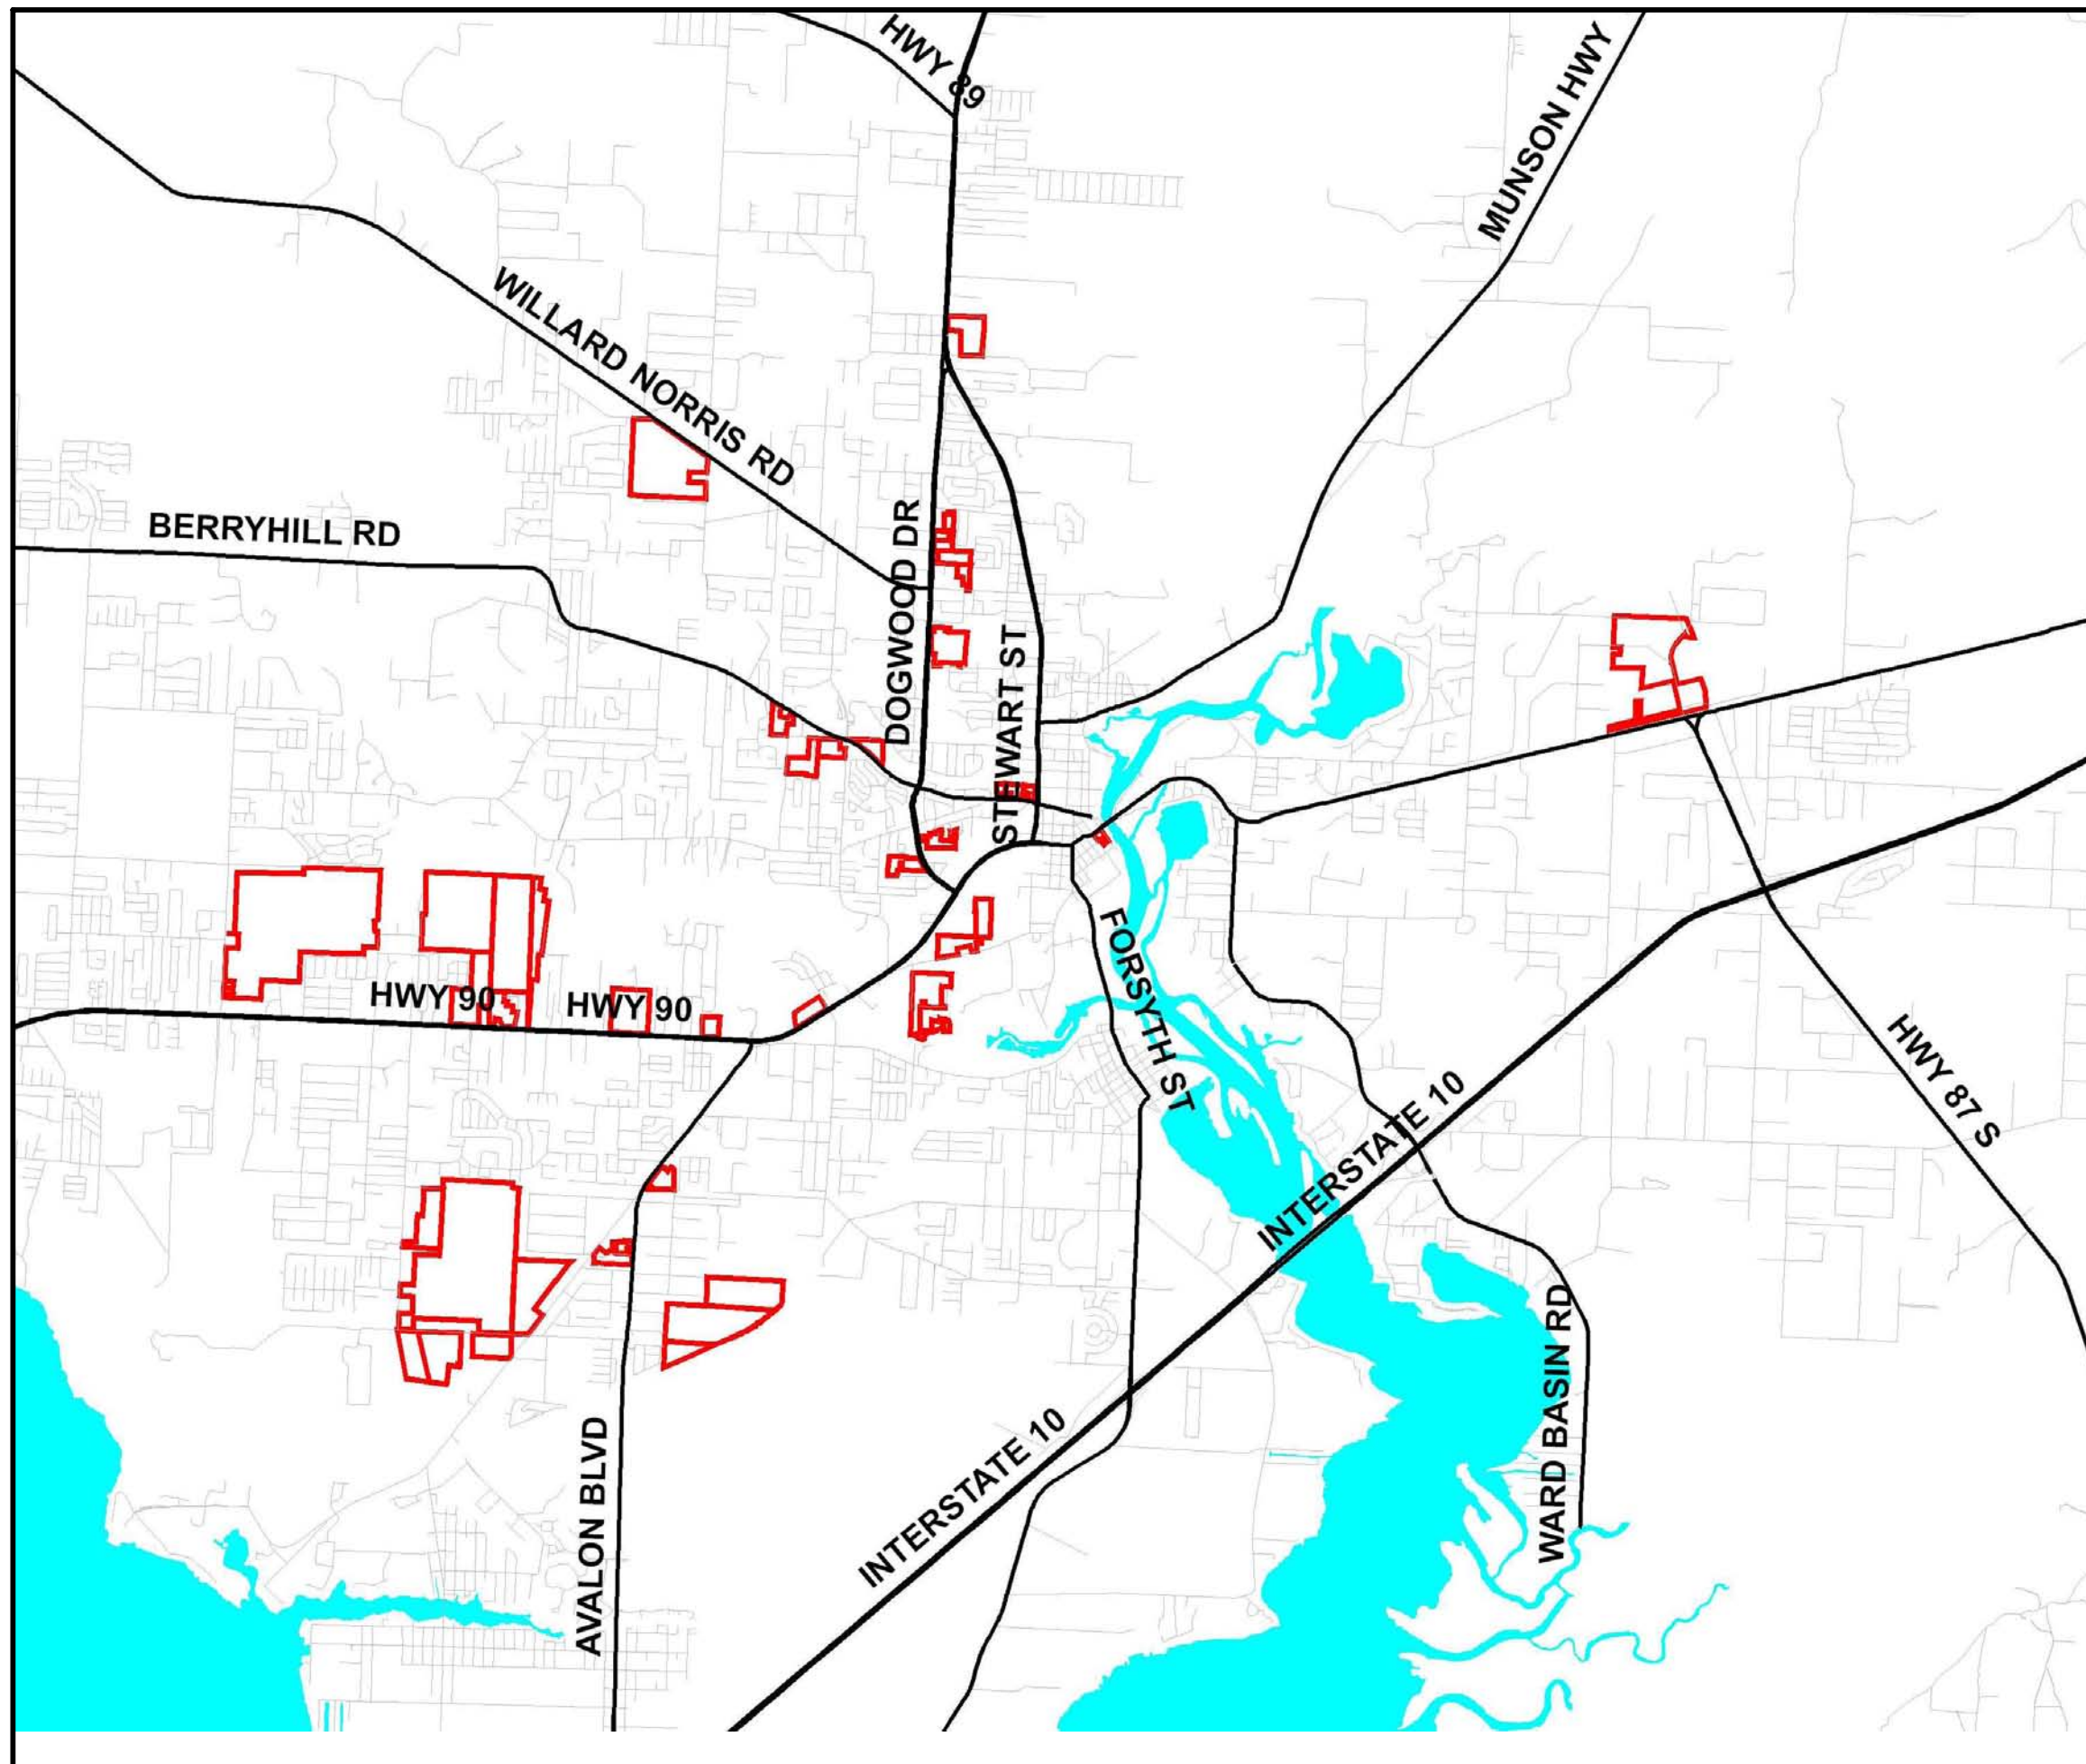 HWY 89
MUNSON HWY
WILLARD NORRIS RD
BERRYHILL RD
DOGWOOD DR
STEWART ST
FORSYTH ST
HWY 90
HWY 90
HWY 87 S
INTERSTATE 10
INTERSTATE 10
WARD BASIN RD
AVALON BLVD